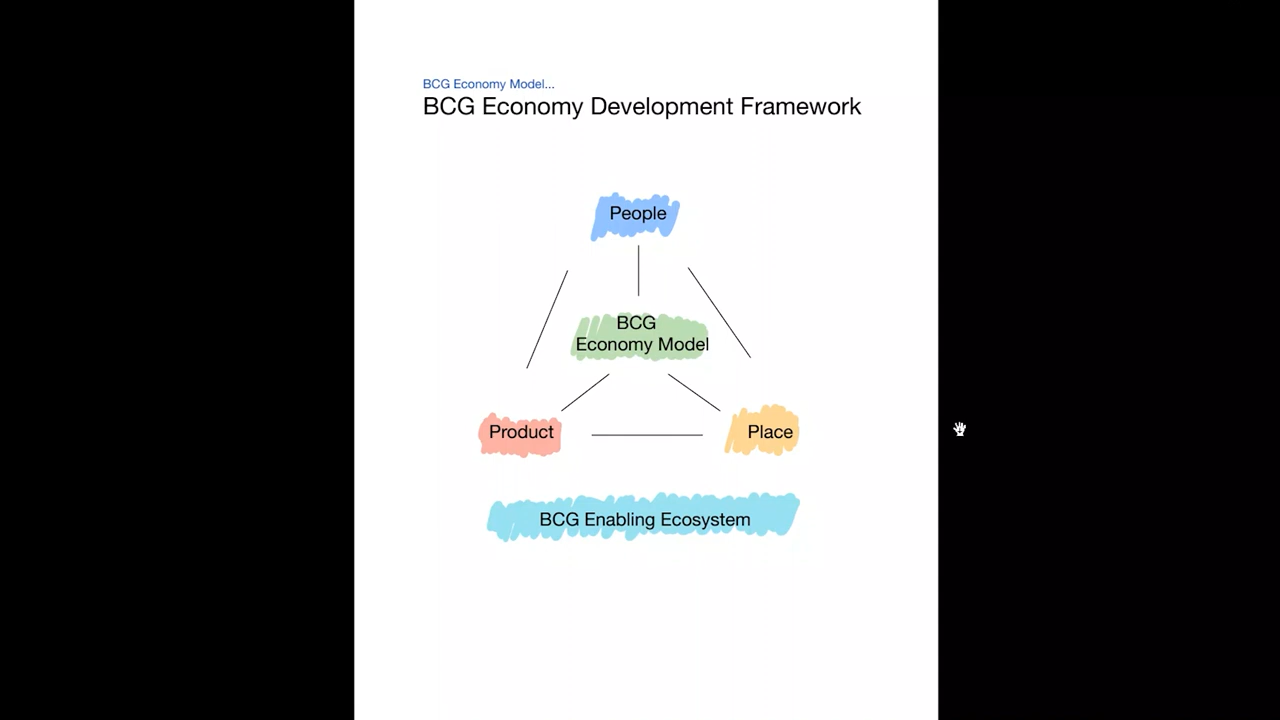 BCG Economy Model...
BCG Economy Development Framework
People
BCG
Economy Model
Product
Place
BCG Enabling Ecosystem